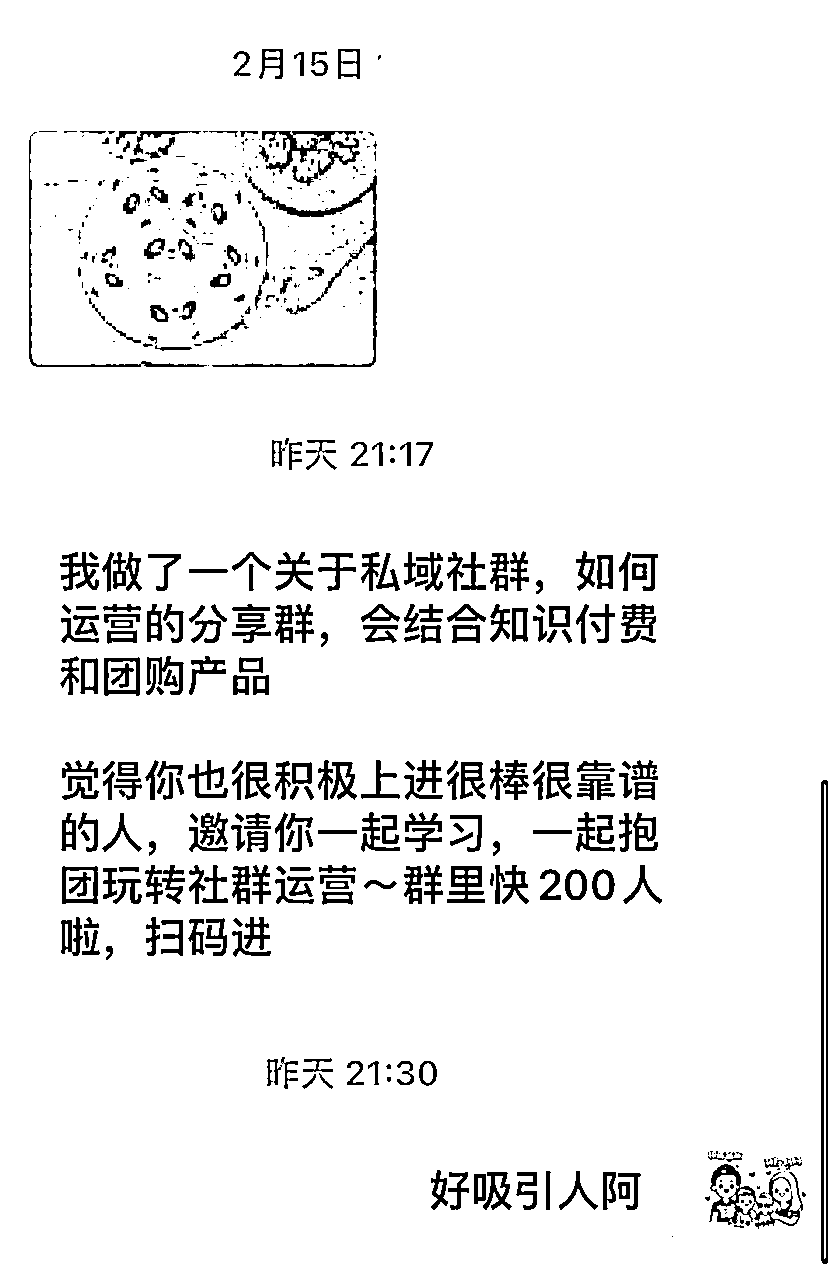 2月15日
昨天 21:17
我做了一个关于私域社群，如何
运营的分享群，会结合知识付费
和团购产品
觉得你也很积极上进很棒很靠谱
的人，邀请你一起学习，一起抱
团玩转社群运营～群里快200人
啦，扫码进
昨天 21:30
好吸引人阿